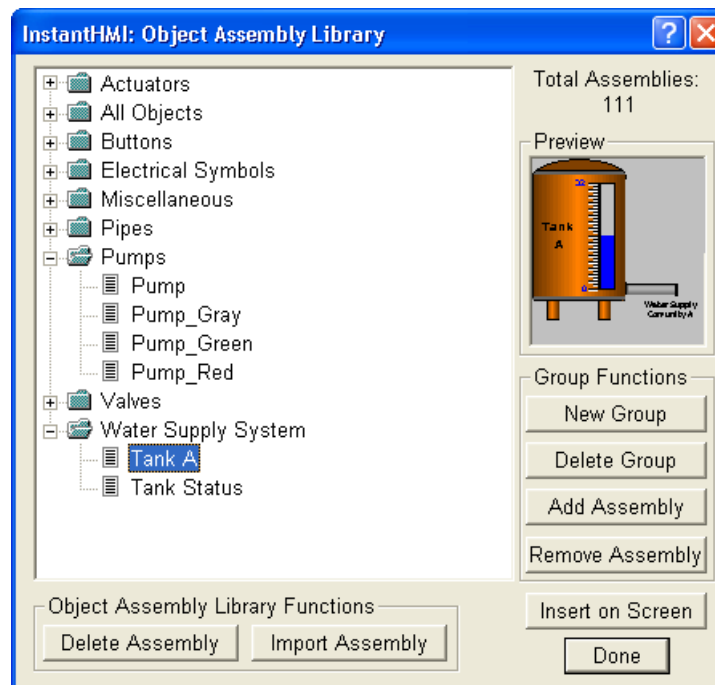 InstantHMI: Object Assembly Library
Actuators
All Objects
Buttons
Electrical Symbols
Miscellaneous
Pipes
Pumps
Pump
Pump_Gray
Pump_Green
Pump_Red
Valves
Water Supply System
Tank A
Tank Status
Total Assemblies:
111
Preview
Tank
A
Water Supply
Group Functions
New Group
Delete Group
Add Assembly
Remove Assembly
Insert on Screen
Done
Object Assembly Library Functions
Delete Assembly
Import Assembly